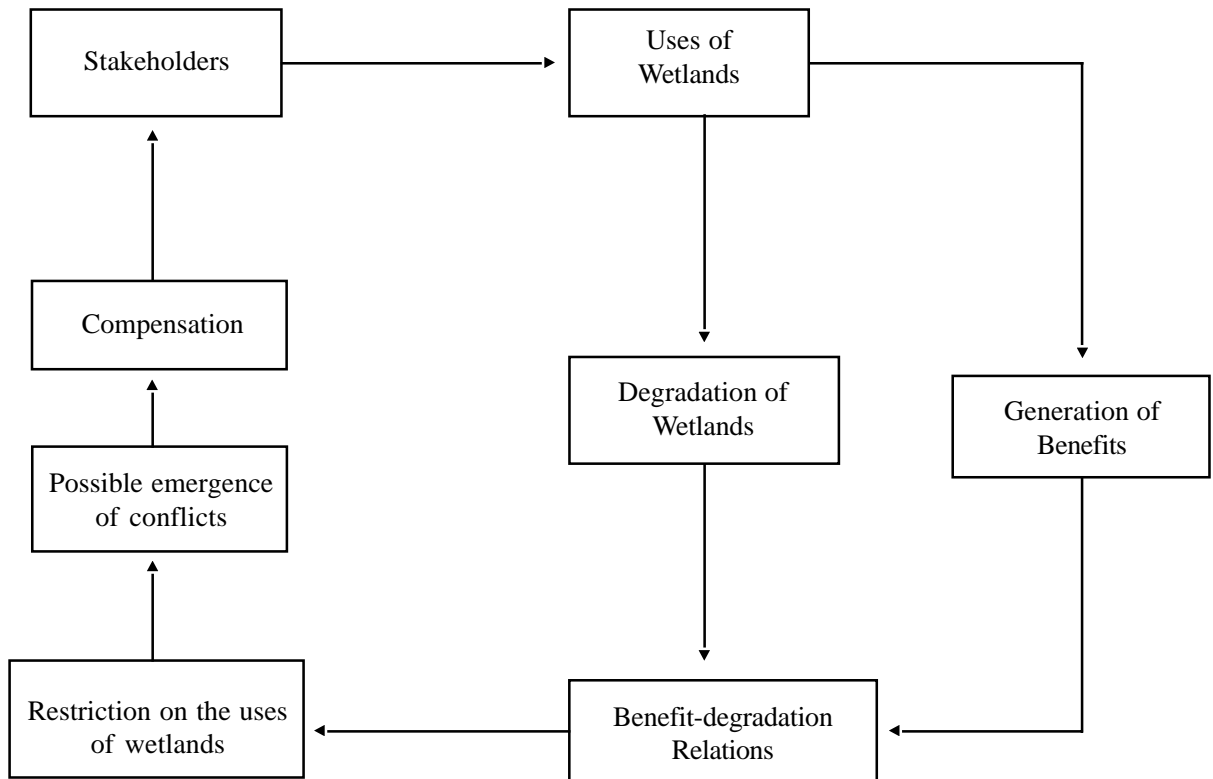 Stakeholders
Uses of
Wetlands
Compensation
Degradation of
Wetlands
Generation of
Benefits
Possible emergence
of conflicts
Restriction on the uses
of wetlands
Benefit-degradation
Relations